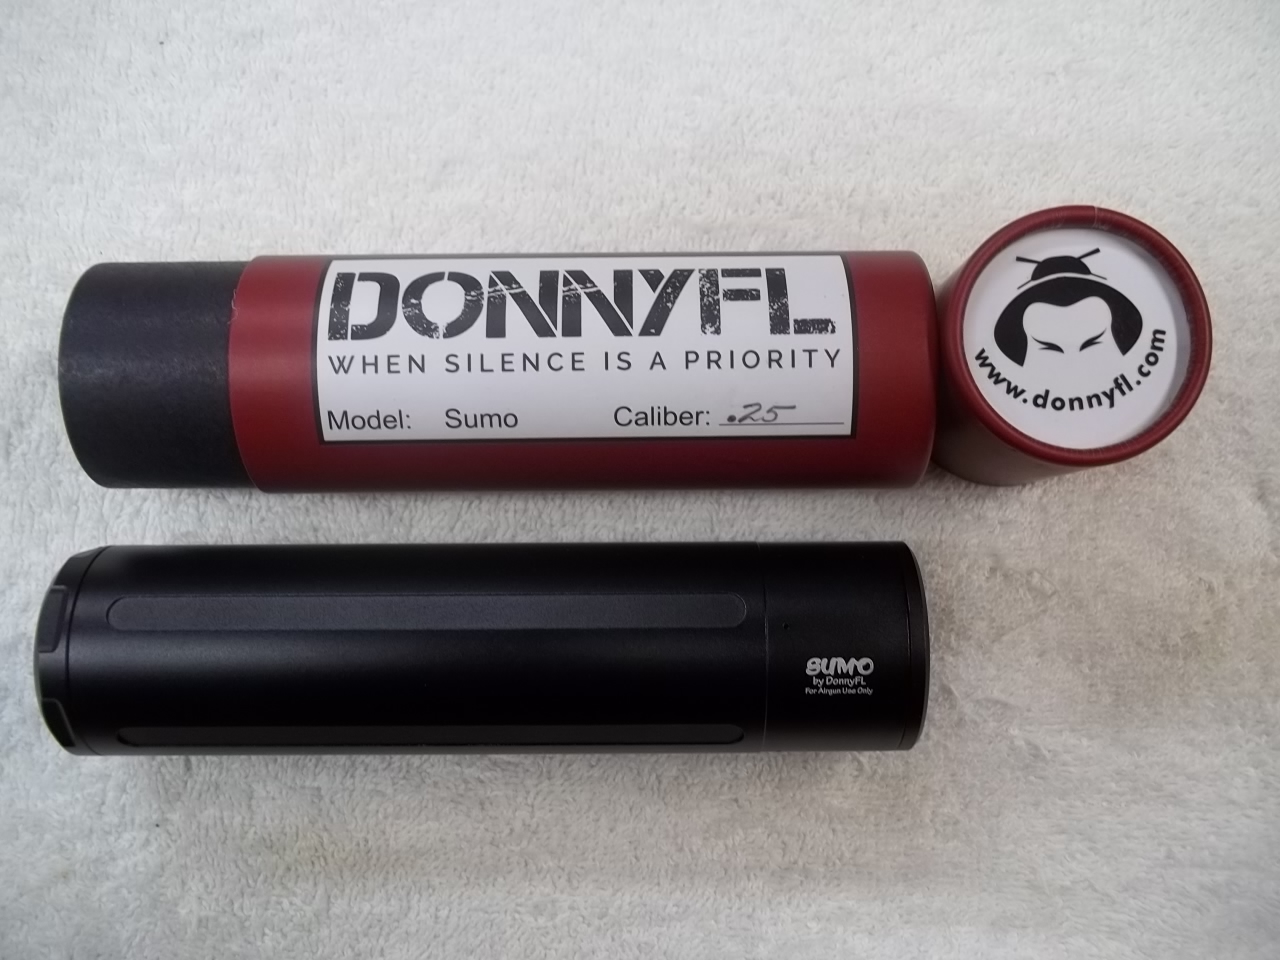 DONNYFL
WHEN SILENCE IS A PRIORITY
Model: Sumo Caliber: .25
www.donnyfl.com
SUMO
by DonnyFL
For Airgun Use Only